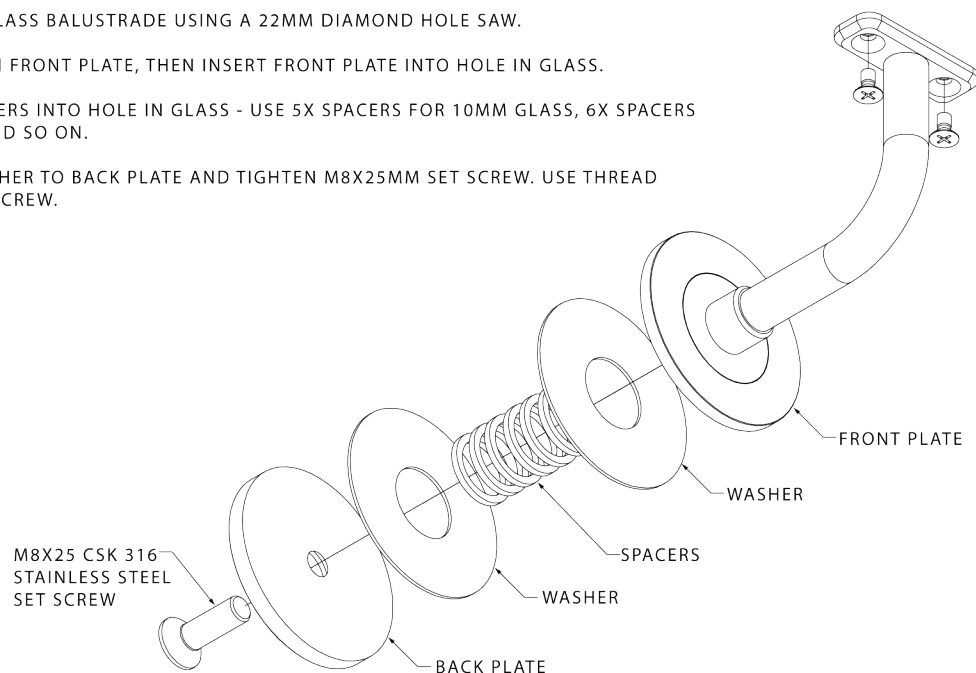 LASS BALUSTRADE USING A 22MM DIAMOND HOLE SAW.
FRONT PLATE, THEN INSERT FRONT PLATE INTO HOLE IN GLASS.
ERS INTO HOLE IN GLASS - USE 5X SPACERS FOR 10MM GLASS, 6X SPACERS
D SO ON.
HER TO BACK PLATE AND TIGHTEN M8X25MM SET SCREW. USE THREAD
CREW.
FRONT PLATE
WASHER
SPACERS
M8X25 CSK 316
STAINLESS STEEL
SET SCREW
WASHER
BACK PLATE